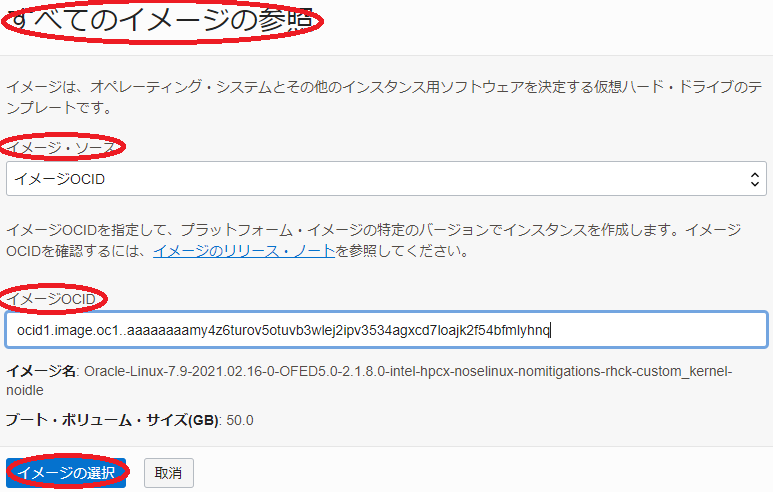 すべてのイメージの参照
イメージは、オペレーティング・システムとその他のインスタンス用ソフトウェアを決定する仮想ハード・ドライブのテ
ンプレートです。
イメージ・ソース
イメージOCID
イメージOCIDを指定して、プラットフォーム・イメージの特定のバージョンでインスタンスを作成します。イメージ
OCIDを確認するには、イメージのリリース・ノートを参照してください。
イメージOCID
ocid1.image.oc1..aaaaaaaamy4z6turov5otuvb3wlej2ipv3534agxcd7loajk2f54bfmlyhnq
イメージ名: Oracle-Linux-7.9-2021.02.16-0-OFED5.0-2.1.8.0-intel-hpcx-noselinux-nomitigations-rhck-custom_kernel-
noidle
ブート・ボリューム・サイズ(GB): 50.0
イメージの選択
取消